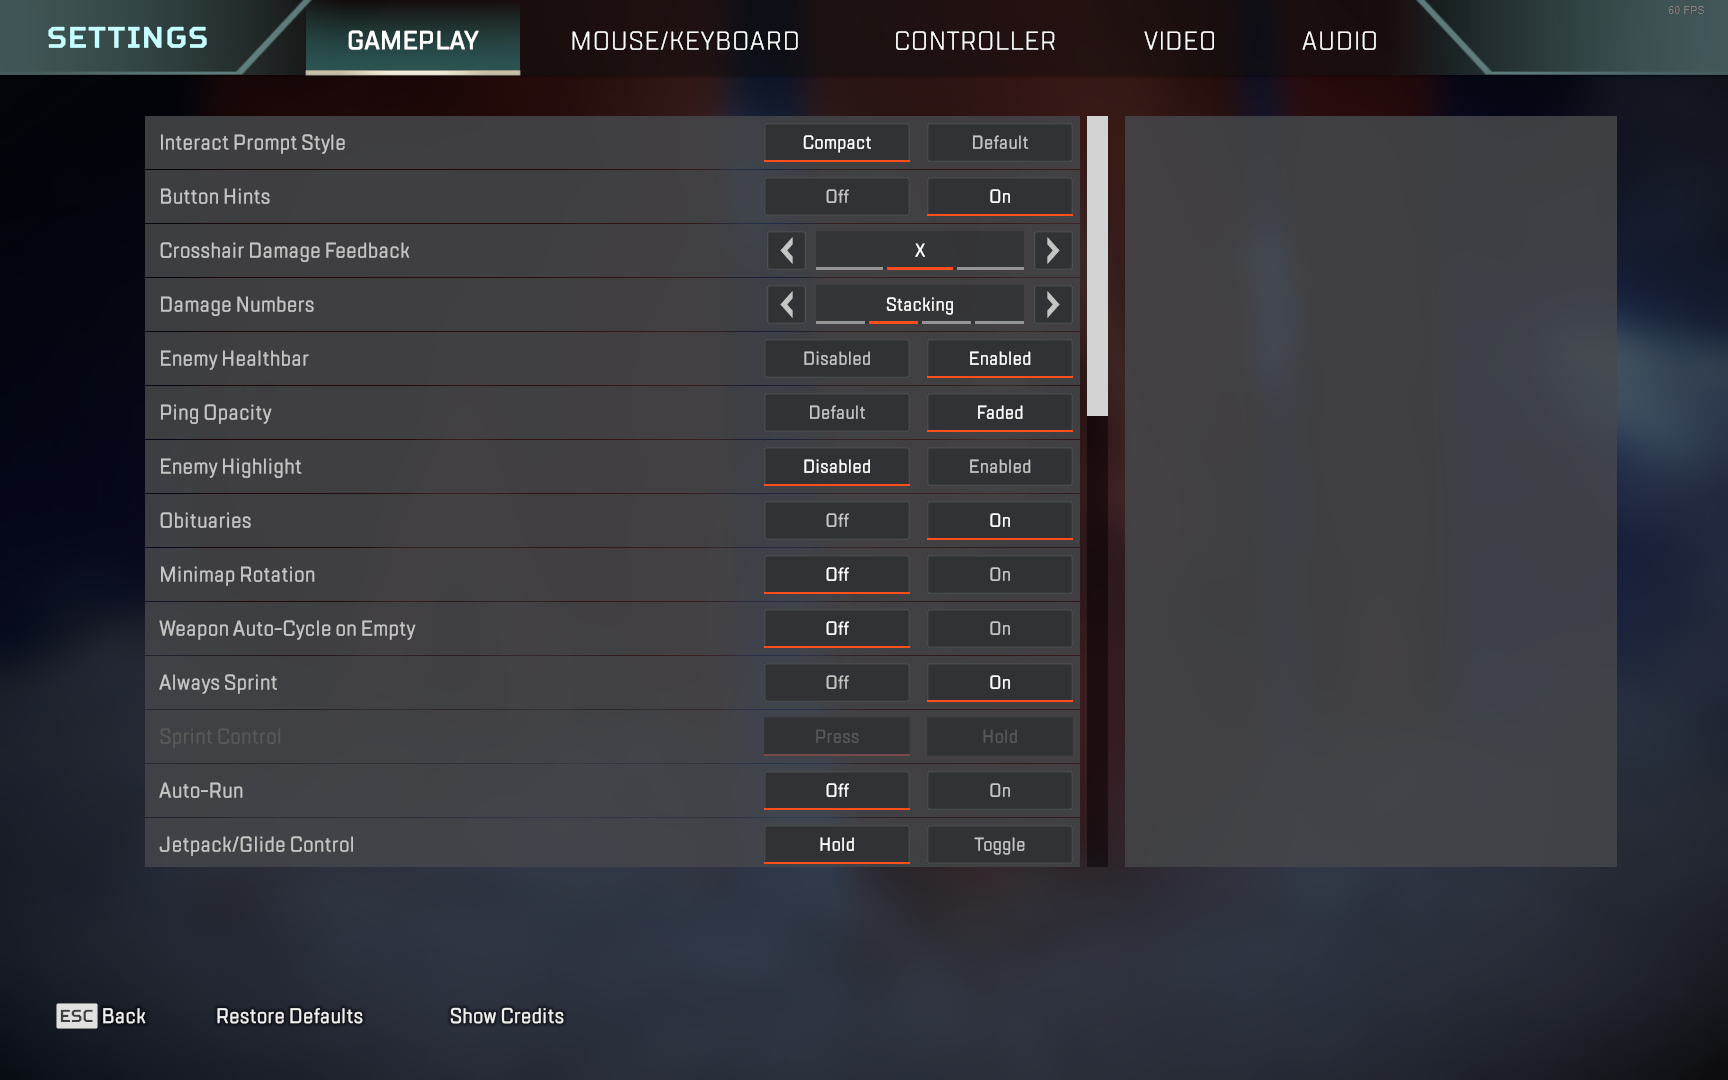 SETTINGS
GAMEPLAY
MOUSE/KEYBOARD
CONTROLLER
VIDEO
AUDIO
60 FPS
Interact Prompt Style Compact Default
Button Hints Off On
Crosshair Damage Feedback X
Damage Numbers Stacking
Enemy Healthbar Disabled Enabled
Ping Opacity Default Faded
Enemy Highlight Disabled Enabled
Obituaries Off On
Minimap Rotation Off On
Weapon Auto-Cycle on Empty Off On
Always Sprint Off On
Sprint Control Press Hold
Auto-Run Off On
Jetpack/Glide Control Hold Toggle
ESC Back Restore Defaults Show Credits